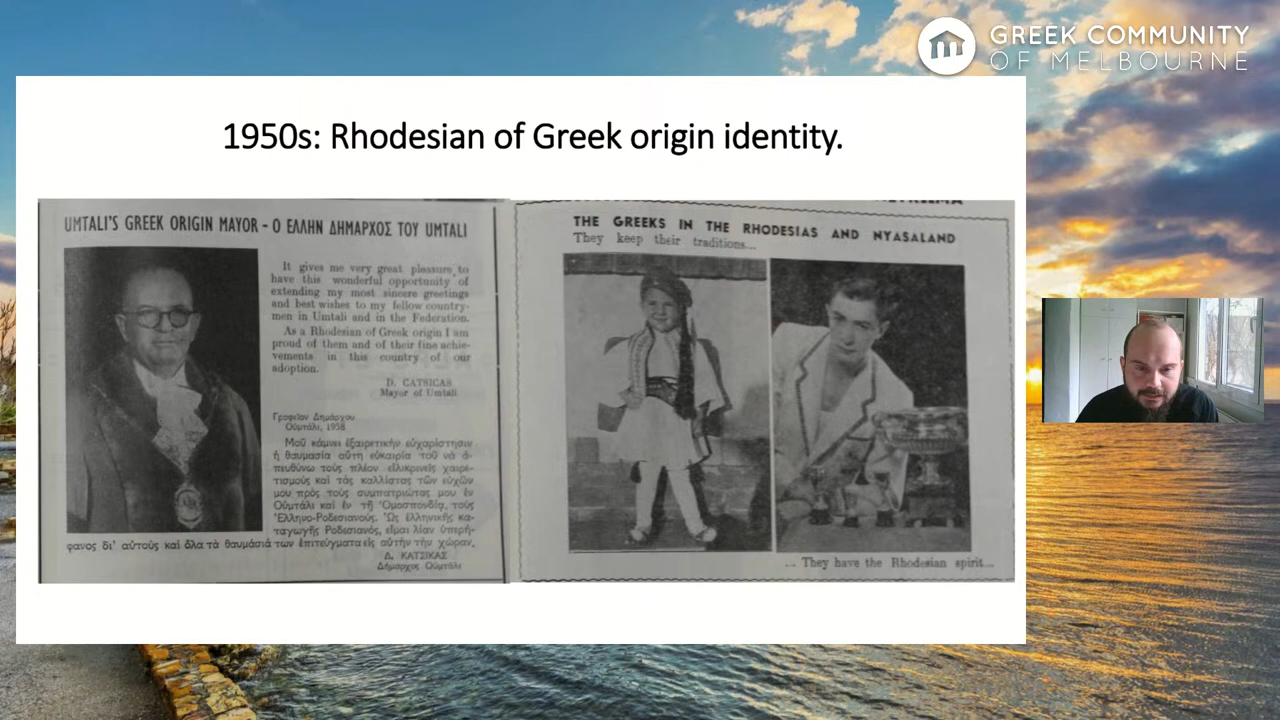 GREEK COMMUNITY
OF MELBOURNE
1950s: Rhodesian of Greek origin identity.
UMTALI'S GREEK ORIGIN MAYOR - Ο ΕΛΛΗΝ ΔΗΜΑΡΧΟΣ ΤΟΥ UMTALI
It gives me very great pleasure to
have this wonderful opportunity of
extending my most sincere greetings
and best wishes to my fellow country-
men in Umtali and in the Federation.
As a Rhodesian of Greek origin I am
proud of them and of their fine achie-
vements in this country of our
adoption.
D. CATSICAS
Mayor of Umtali
Γραφεῖον Δημάρχου
Οὐμτάλι, 1958
Μοῦ κάμνει ἐξαιρετικὴν εὐχαρίστησιν
ἡ θαυμασία αὕτη εὐκαιρία τοῦ νὰ ἀ-
πευθύνω τοὺς πλέον εἰλικρινεῖς χαιρε-
τισμοὺς καὶ τὰς καλλίστας τῶν εὐχῶν
μου πρὸς τοὺς συμπατριώτας μου ἐν
Οὐμτάλι καὶ ἐν τῇ Ὁμοσπονδίᾳ, τοὺς
Ἑλληνο-Ροδεσιανούς. Ὡς ἑλληνικῆς κα-
ταγωγῆς Ροδεσιανός, εἶμαι λίαν ὑπερή-
φανος δι' αὐτοὺς καὶ ὅλα τὰ θαυμάσιά των ἐπιτεύγματα εἰς αὐτὴν τὴν χώραν.
Δ. ΚΑΤΣΙΚΑΣ
Δήμαρχος Οὐμτάλι
THE GREEKS IN THE RHODESIAS AND NYASALAND
They keep their traditions...
... They have the Rhodesian spirit...